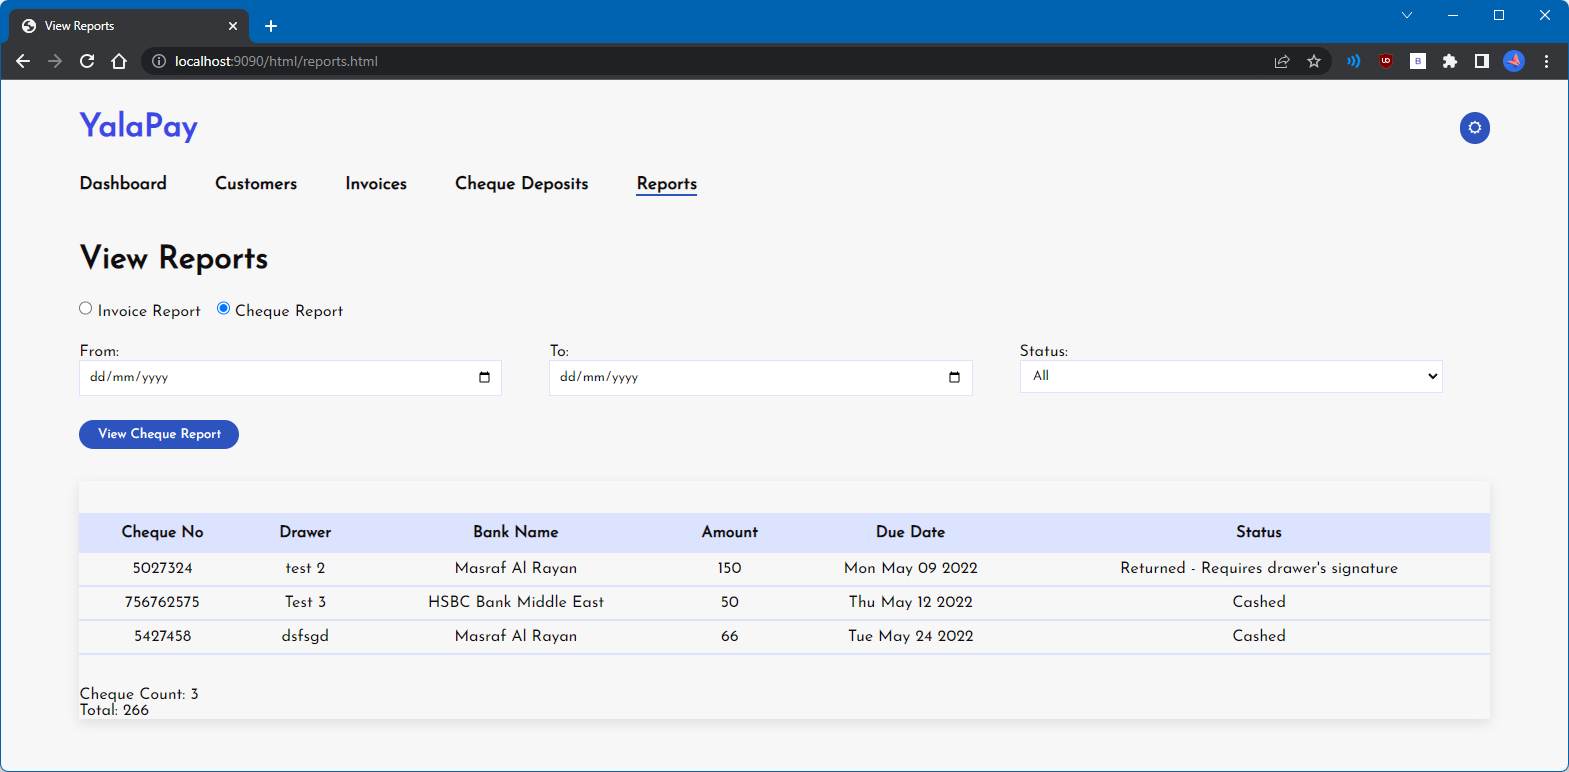 View Reports
localhost:9090/html/reports.html
YalaPay
Dashboard Customers Invoices Cheque Deposits Reports
View Reports
Invoice Report Cheque Report
From: To: Status:
dd/mm/yyyy dd/mm/yyyy All
View Cheque Report
Cheque No Drawer Bank Name Amount Due Date Status
5027324 test 2 Masraf Al Rayan 150 Mon May 09 2022 Returned - Requires drawer's signature
756762575 Test 3 HSBC Bank Middle East 50 Thu May 12 2022 Cashed
5427458 dsfsgd Masraf Al Rayan 66 Tue May 24 2022 Cashed
Cheque Count: 3
Total: 266